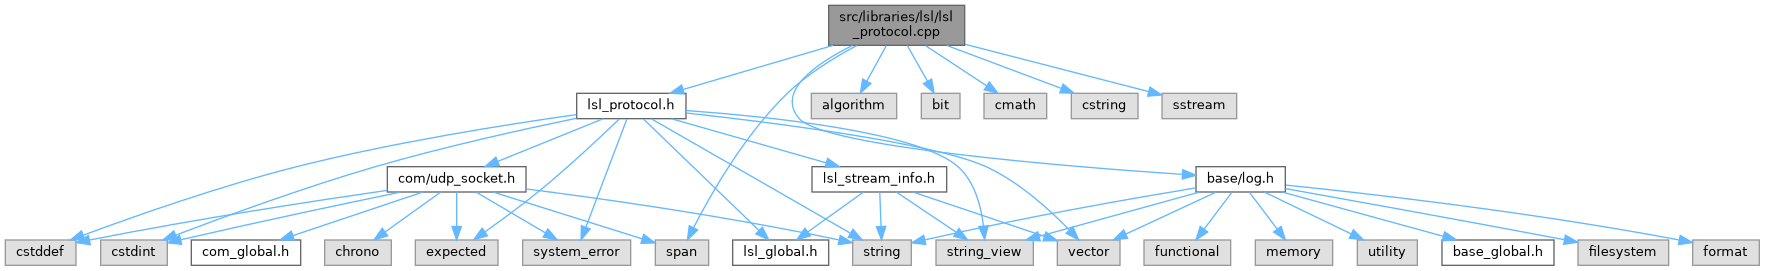 src/libraries/lsl/lsl
_protocol.cpp
lsl_protocol.h
algorithm
bit
cmath
cstring
sstream
com/udp_socket.h
lsl_stream_info.h
base/log.h
cstddef
cstdint
com_global.h
chrono
expected
system_error
span
lsl_global.h
string
string_view
vector
functional
memory
utility
base_global.h
filesystem
format